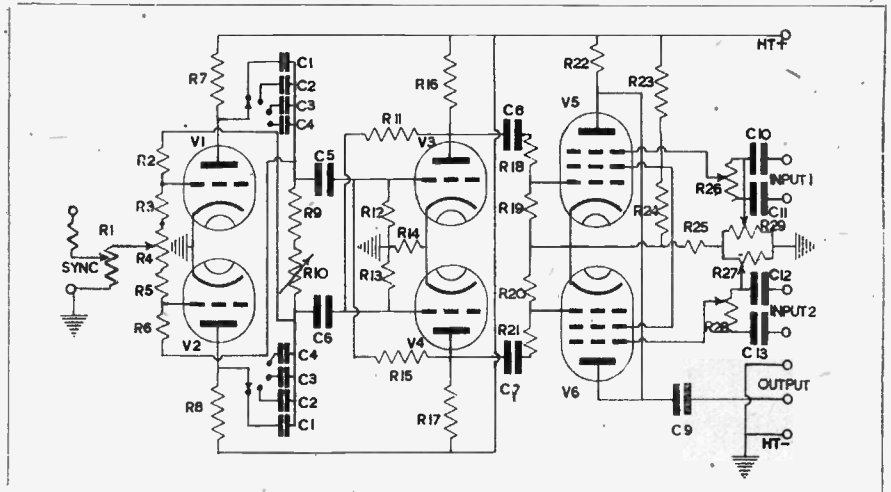 HT+
R7
C1
C2
C3
C4
R16
R22
R23
V5
R11
C8
V3
V1
R2
C5
R18
C10
R26
INPUT 1
C11
R3
R9
R12
R19
R24
R29
R1
R14
R25
SYNC
R4
R10
R13
R27
C12
R5
R20
INPUT 2
R6
C6
R28
R21
V2
V4
C13
C4
C3
R15
C7
V6
C2
R8
C1
R17
C9
OUTPUT
HT-